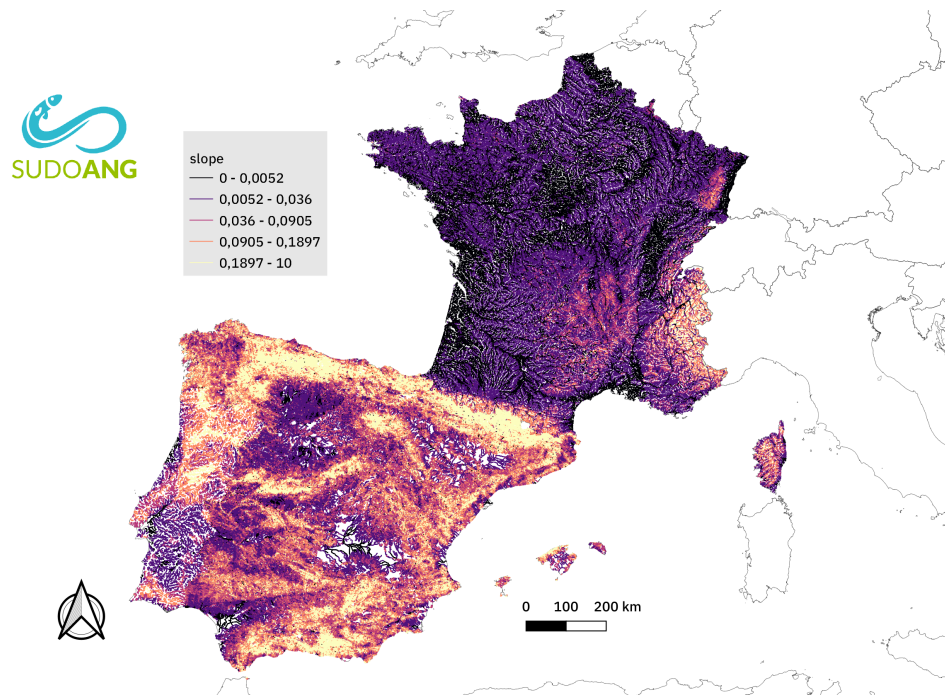 SUDOANG
slope
0 - 0,0052
0,0052 - 0,036
0,036 - 0,0905
0,0905 - 0,1897
0,1897 - 10
0 100 200 km